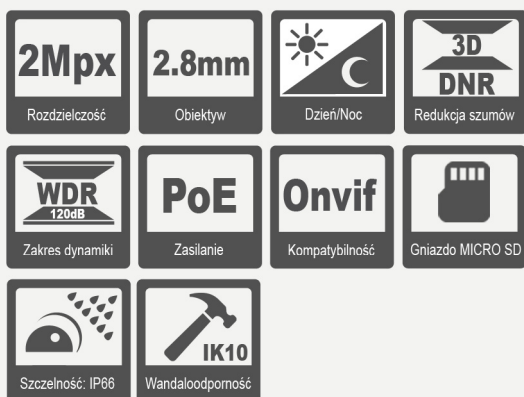 2Mpx
Rozdzielczość
2.8mm
Obiektyw
Dzień/Noc
3D
DNR
Redukcja szumów
WDR
120dB
Zakres dynamiki
PoE
Zasilanie
Onvif
Kompatybilność
Gniazdo MICRO SD
Szczelność: IP66
IK10
Wandaloodporność